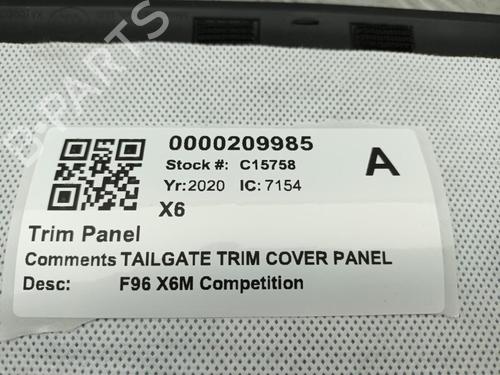 B-PARTS
0000209985
Stock #: C15758
A
Yr:2020 IC:7154
X6
Trim Panel
Comments TAILGATE TRIM COVER PANEL
Desc: F96 X6M Competition